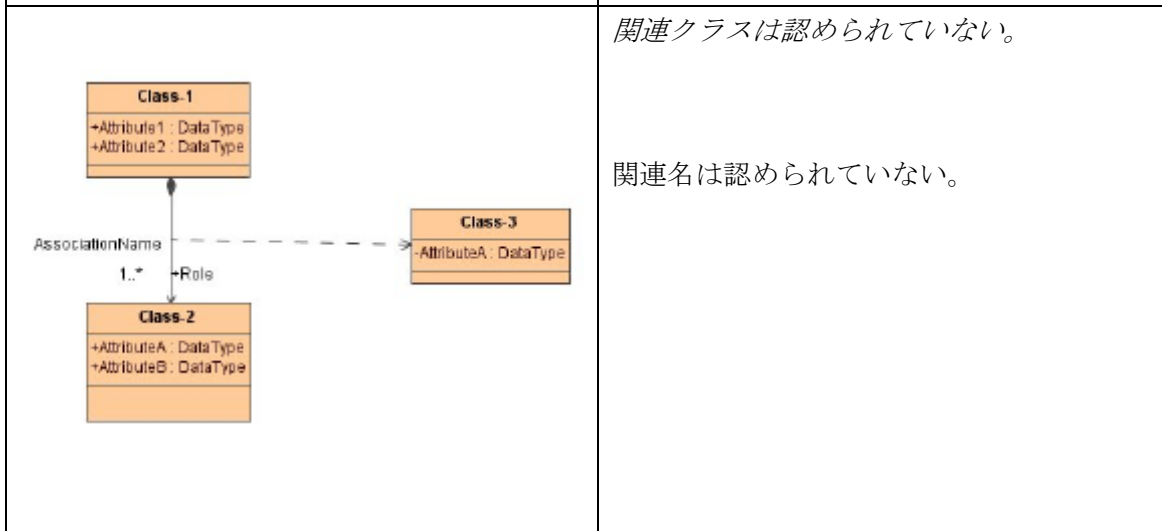 関連クラスは認められていない。
Class-1
+Attribute1 : DataType
+Attribute2 : DataType
関連名は認められていない。
Class-3
-AttributeA : DataType
AssociationName
1..* +Role
Class-2
+AttributeA : DataType
+AttributeB : DataType